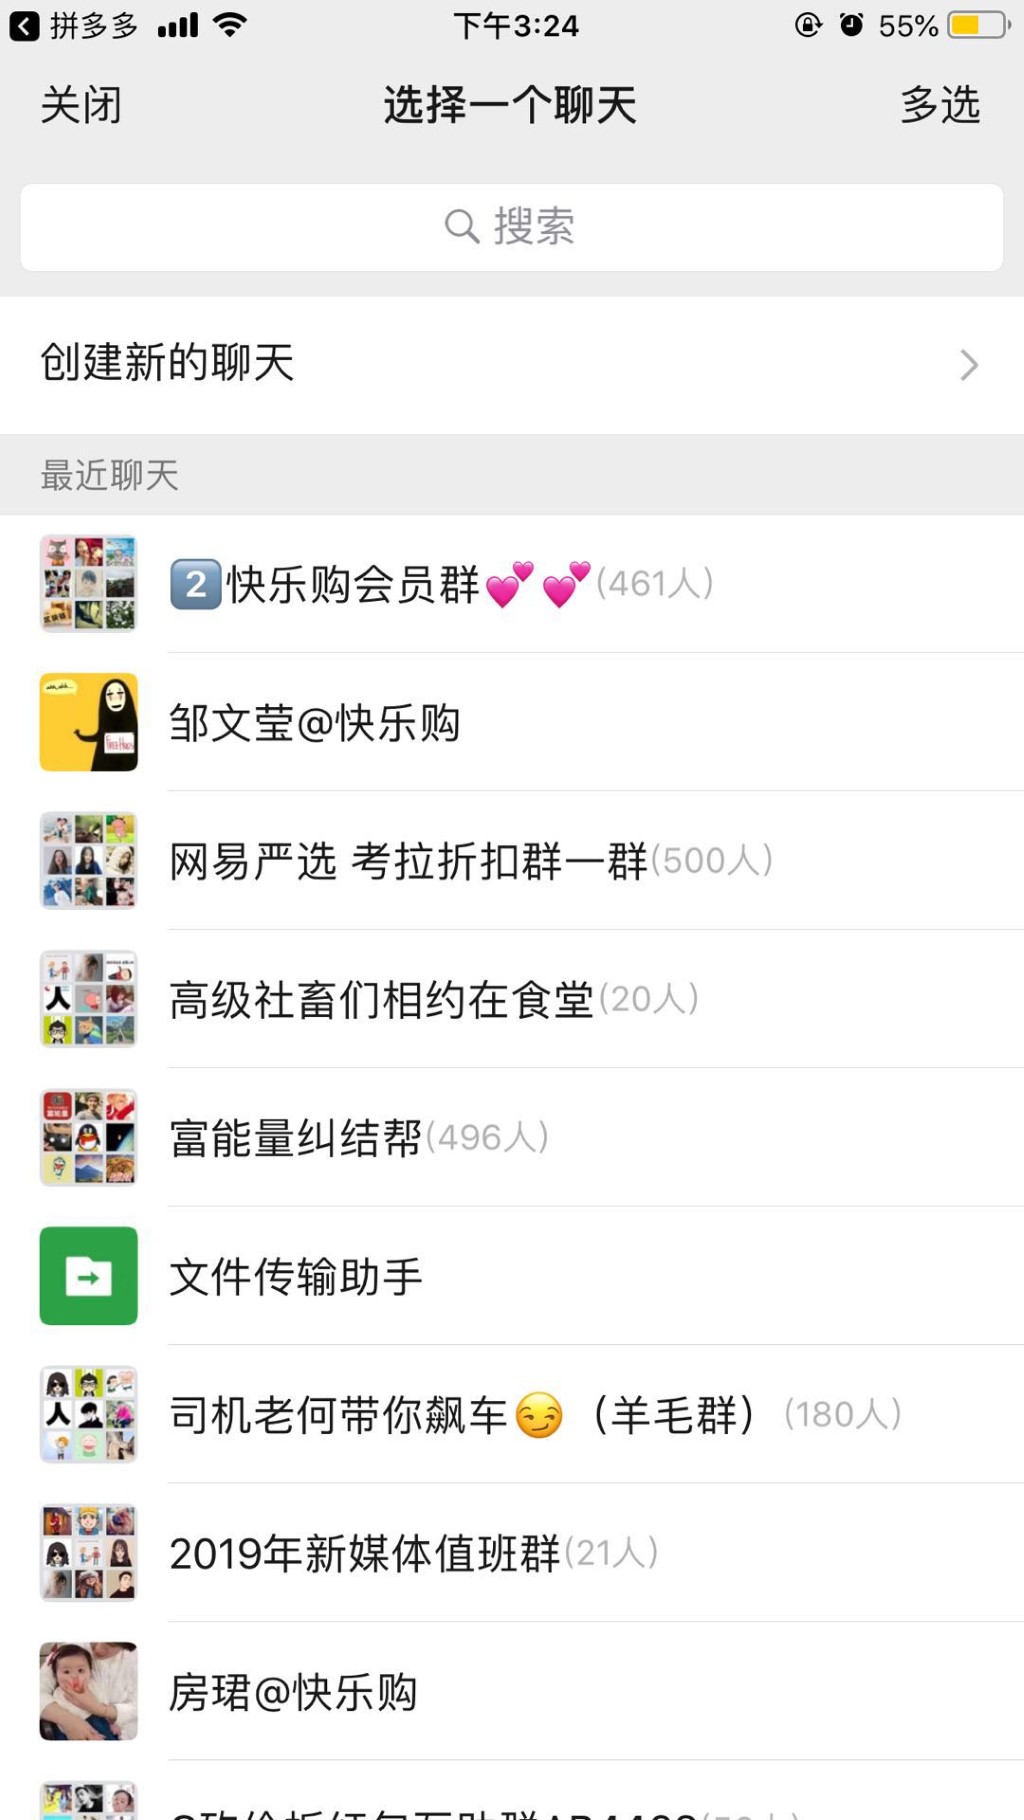 拼多多 下午3:24 55%
关闭 选择一个聊天 多选
搜索
创建新的聊天
最近聊天
2️⃣快乐购会员群💕💕(461人)
邹文莹@快乐购
网易严选 考拉折扣群一群(500人)
高级社畜们相约在食堂(20人)
富能量纠结帮(496人)
文件传输助手
司机老何带你飙车😏（羊毛群）(180人)
2019年新媒体值班群(21人)
房珺@快乐购